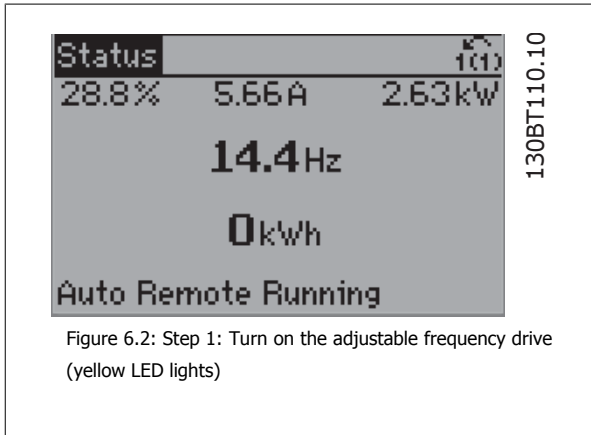 Status
1(1)
28.8% 5.66A 2.63kW
14.4Hz
0kWh
Auto Remote Running
130BT110.10
Figure 6.2: Step 1: Turn on the adjustable frequency drive
(yellow LED lights)